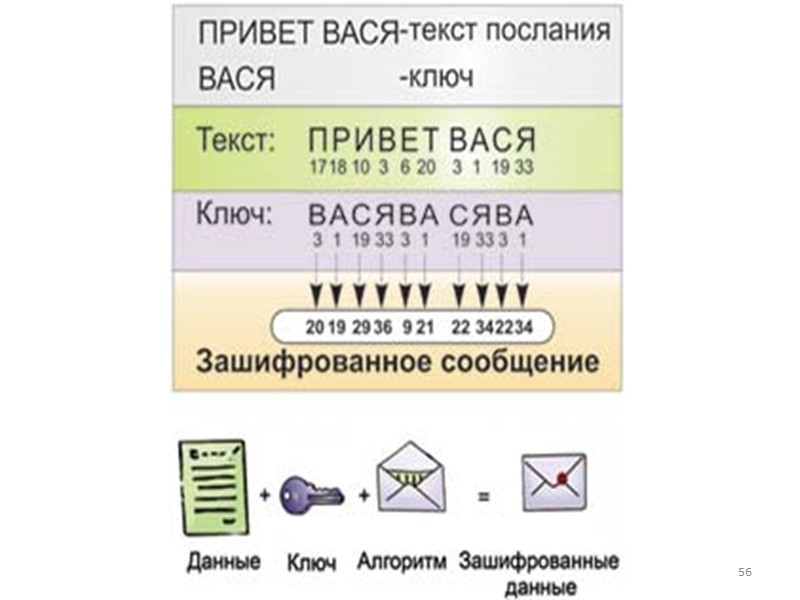 ПРИВЕТ ВАСЯ-текст послания
ВАСЯ -ключ
Текст: ПРИВЕТ ВАСЯ
17 18 10 3 6 20 3 1 19 33
Ключ: ВАСЯВА СЯВА
3 1 19 33 3 1 19 33 3 1
20 19 29 36 9 21 22 34 22 34
Зашифрованное сообщение
+ + =
Данные Ключ Алгоритм Зашифрованные
данные
56